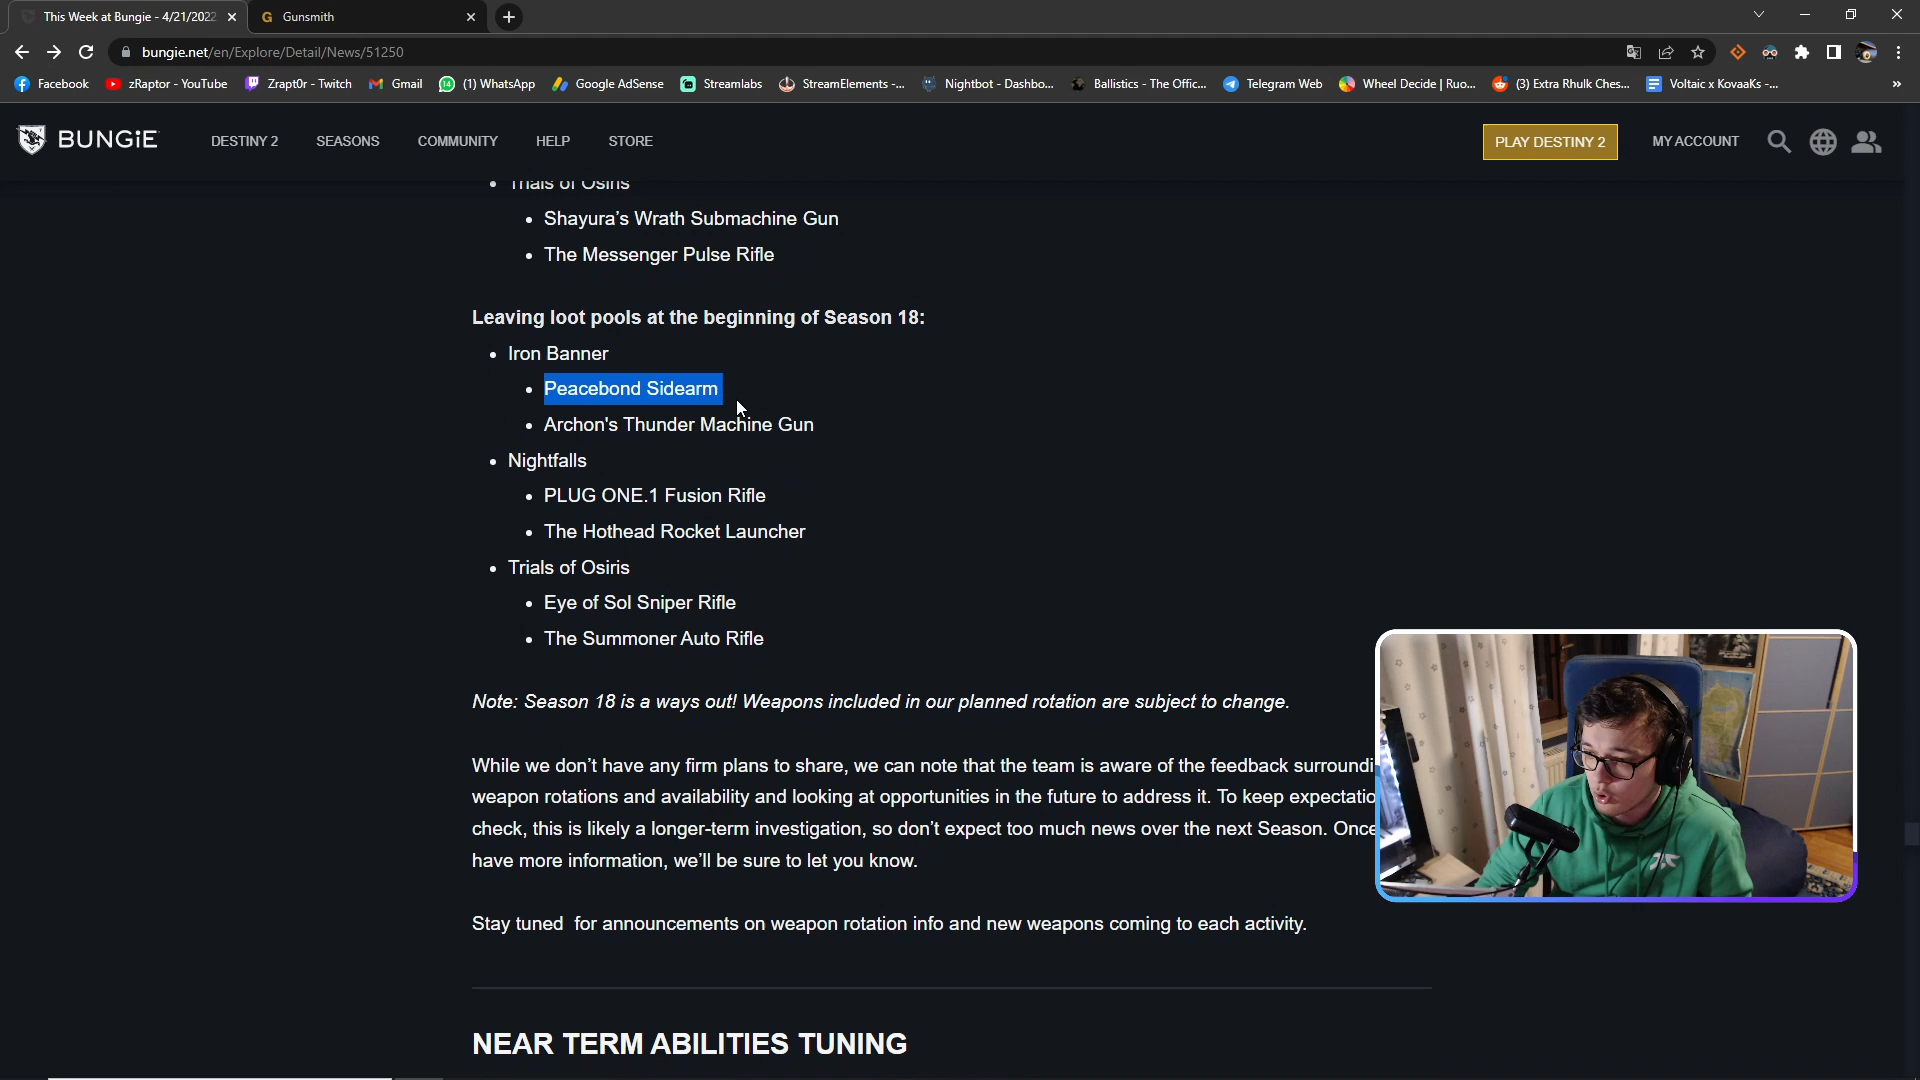 This Week at Bungie - 4/21/2022
G Gunsmith
bungie.net/en/Explore/Detail/News/51250
Facebook
zRaptor - YouTube
Zrapt0r - Twitch
Gmail
(1) WhatsApp
Google AdSense
Streamlabs
StreamElements -...
Nightbot - Dashbo...
Ballistics - The Offic...
Telegram Web
Wheel Decide | Ruo...
(3) Extra Rhulk Ches...
Voltaic x KovaaKs -...
»
BUNGiE
DESTINY 2
SEASONS
COMMUNITY
HELP
STORE
PLAY DESTINY 2
MY ACCOUNT
• Trials of Osiris
• Shayura’s Wrath Submachine Gun
• The Messenger Pulse Rifle
Leaving loot pools at the beginning of Season 18:
• Iron Banner
• Peacebond Sidearm
• Archon's Thunder Machine Gun
• Nightfalls
• PLUG ONE.1 Fusion Rifle
• The Hothead Rocket Launcher
• Trials of Osiris
• Eye of Sol Sniper Rifle
• The Summoner Auto Rifle
Note: Season 18 is a ways out! Weapons included in our planned rotation are subject to change.
While we don’t have any firm plans to share, we can note that the team is aware of the feedback surroundi
weapon rotations and availability and looking at opportunities in the future to address it. To keep expectatio
check, this is likely a longer-term investigation, so don’t expect too much news over the next Season. Once
have more information, we’ll be sure to let you know.
Stay tuned for announcements on weapon rotation info and new weapons coming to each activity.
NEAR TERM ABILITIES TUNING